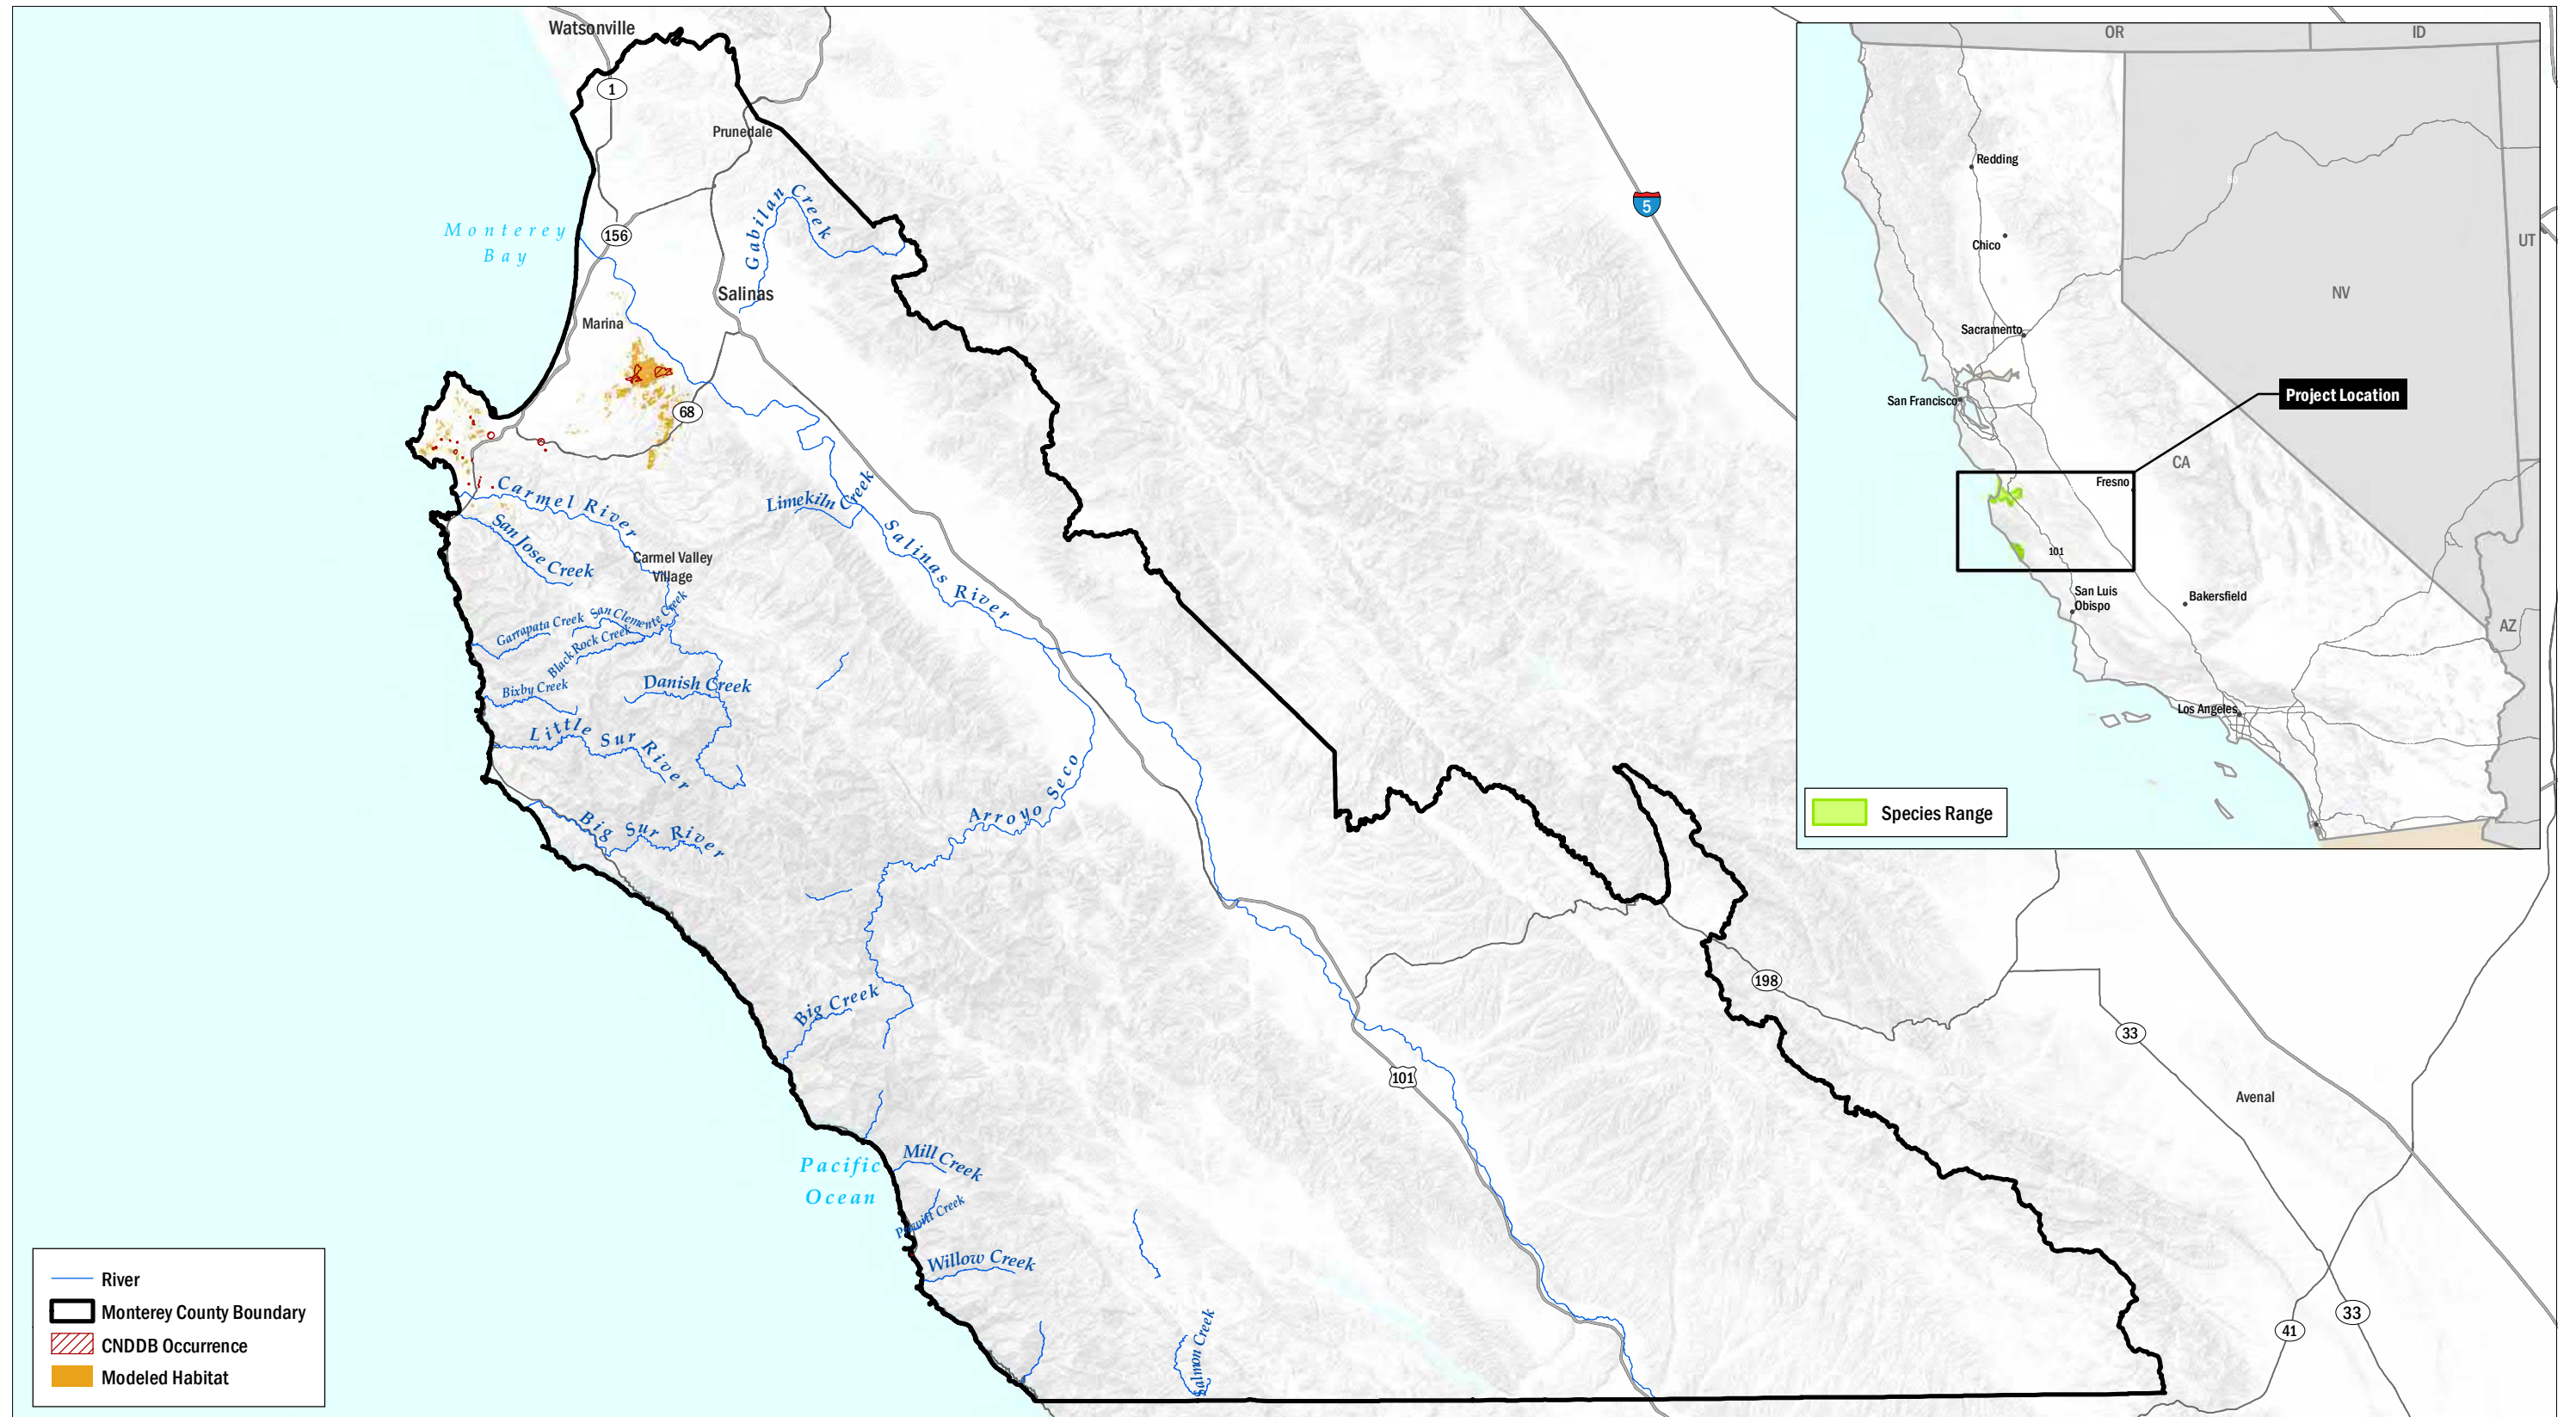 Watsonville
1
Prunedale
Gabilan Creek
Monterey
Bay
156
Salinas
Marina
68
5
Carmel River
Limekiln Creek
San Jose Creek
Salinas River
Carmel Valley
Village
Garrapata Creek
San Clemente Creek
Black Rock Creek
Bixby Creek
Danish Creek
Little Sur River
Arroyo Seco
Big Sur River
Big Creek
198
33
101
Avenal
Pacific
Ocean
Mill Creek
Prewitt Creek
Willow Creek
Salmon Creek
41
33
River
Monterey County Boundary
CNDDB Occurrence
Modeled Habitat
OR
ID
Redding
80
Chico
UT
NV
Sacramento
San Francisco
Project Location
CA
Fresno
101
San Luis
Obispo
Bakersfield
AZ
Los Angeles
Species Range